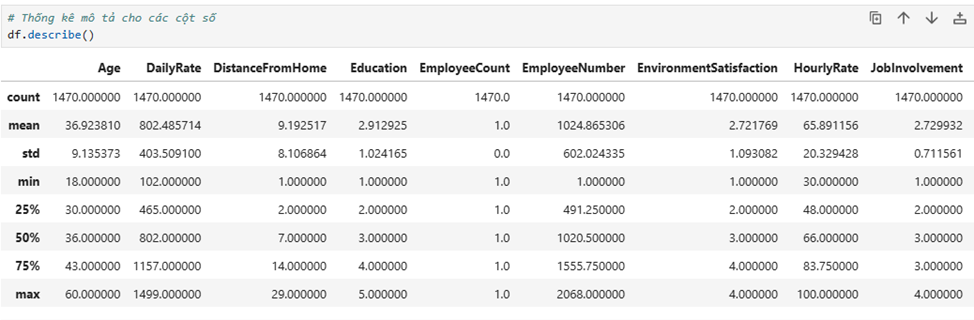 # Thống kê mô tả cho các cột số
df.describe()
Age DailyRate DistanceFromHome Education EmployeeCount EmployeeNumber EnvironmentSatisfaction HourlyRate JobInvolvement
count 1470.000000 1470.000000 1470.000000 1470.000000 1470.0 1470.000000 1470.000000 1470.000000 1470.000000
mean 36.923810 802.485714 9.192517 2.912925 1.0 1024.865306 2.721769 65.891156 2.729932
std 9.135373 403.509100 8.106864 1.024165 0.0 602.024335 1.093082 20.329428 0.711561
min 18.000000 102.000000 1.000000 1.000000 1.0 1.000000 1.000000 30.000000 1.000000
25% 30.000000 465.000000 2.000000 2.000000 1.0 491.250000 2.000000 48.000000 2.000000
50% 36.000000 802.000000 7.000000 3.000000 1.0 1020.500000 3.000000 66.000000 3.000000
75% 43.000000 1157.000000 14.000000 4.000000 1.0 1555.750000 4.000000 83.750000 3.000000
max 60.000000 1499.000000 29.000000 5.000000 1.0 2068.000000 4.000000 100.000000 4.000000